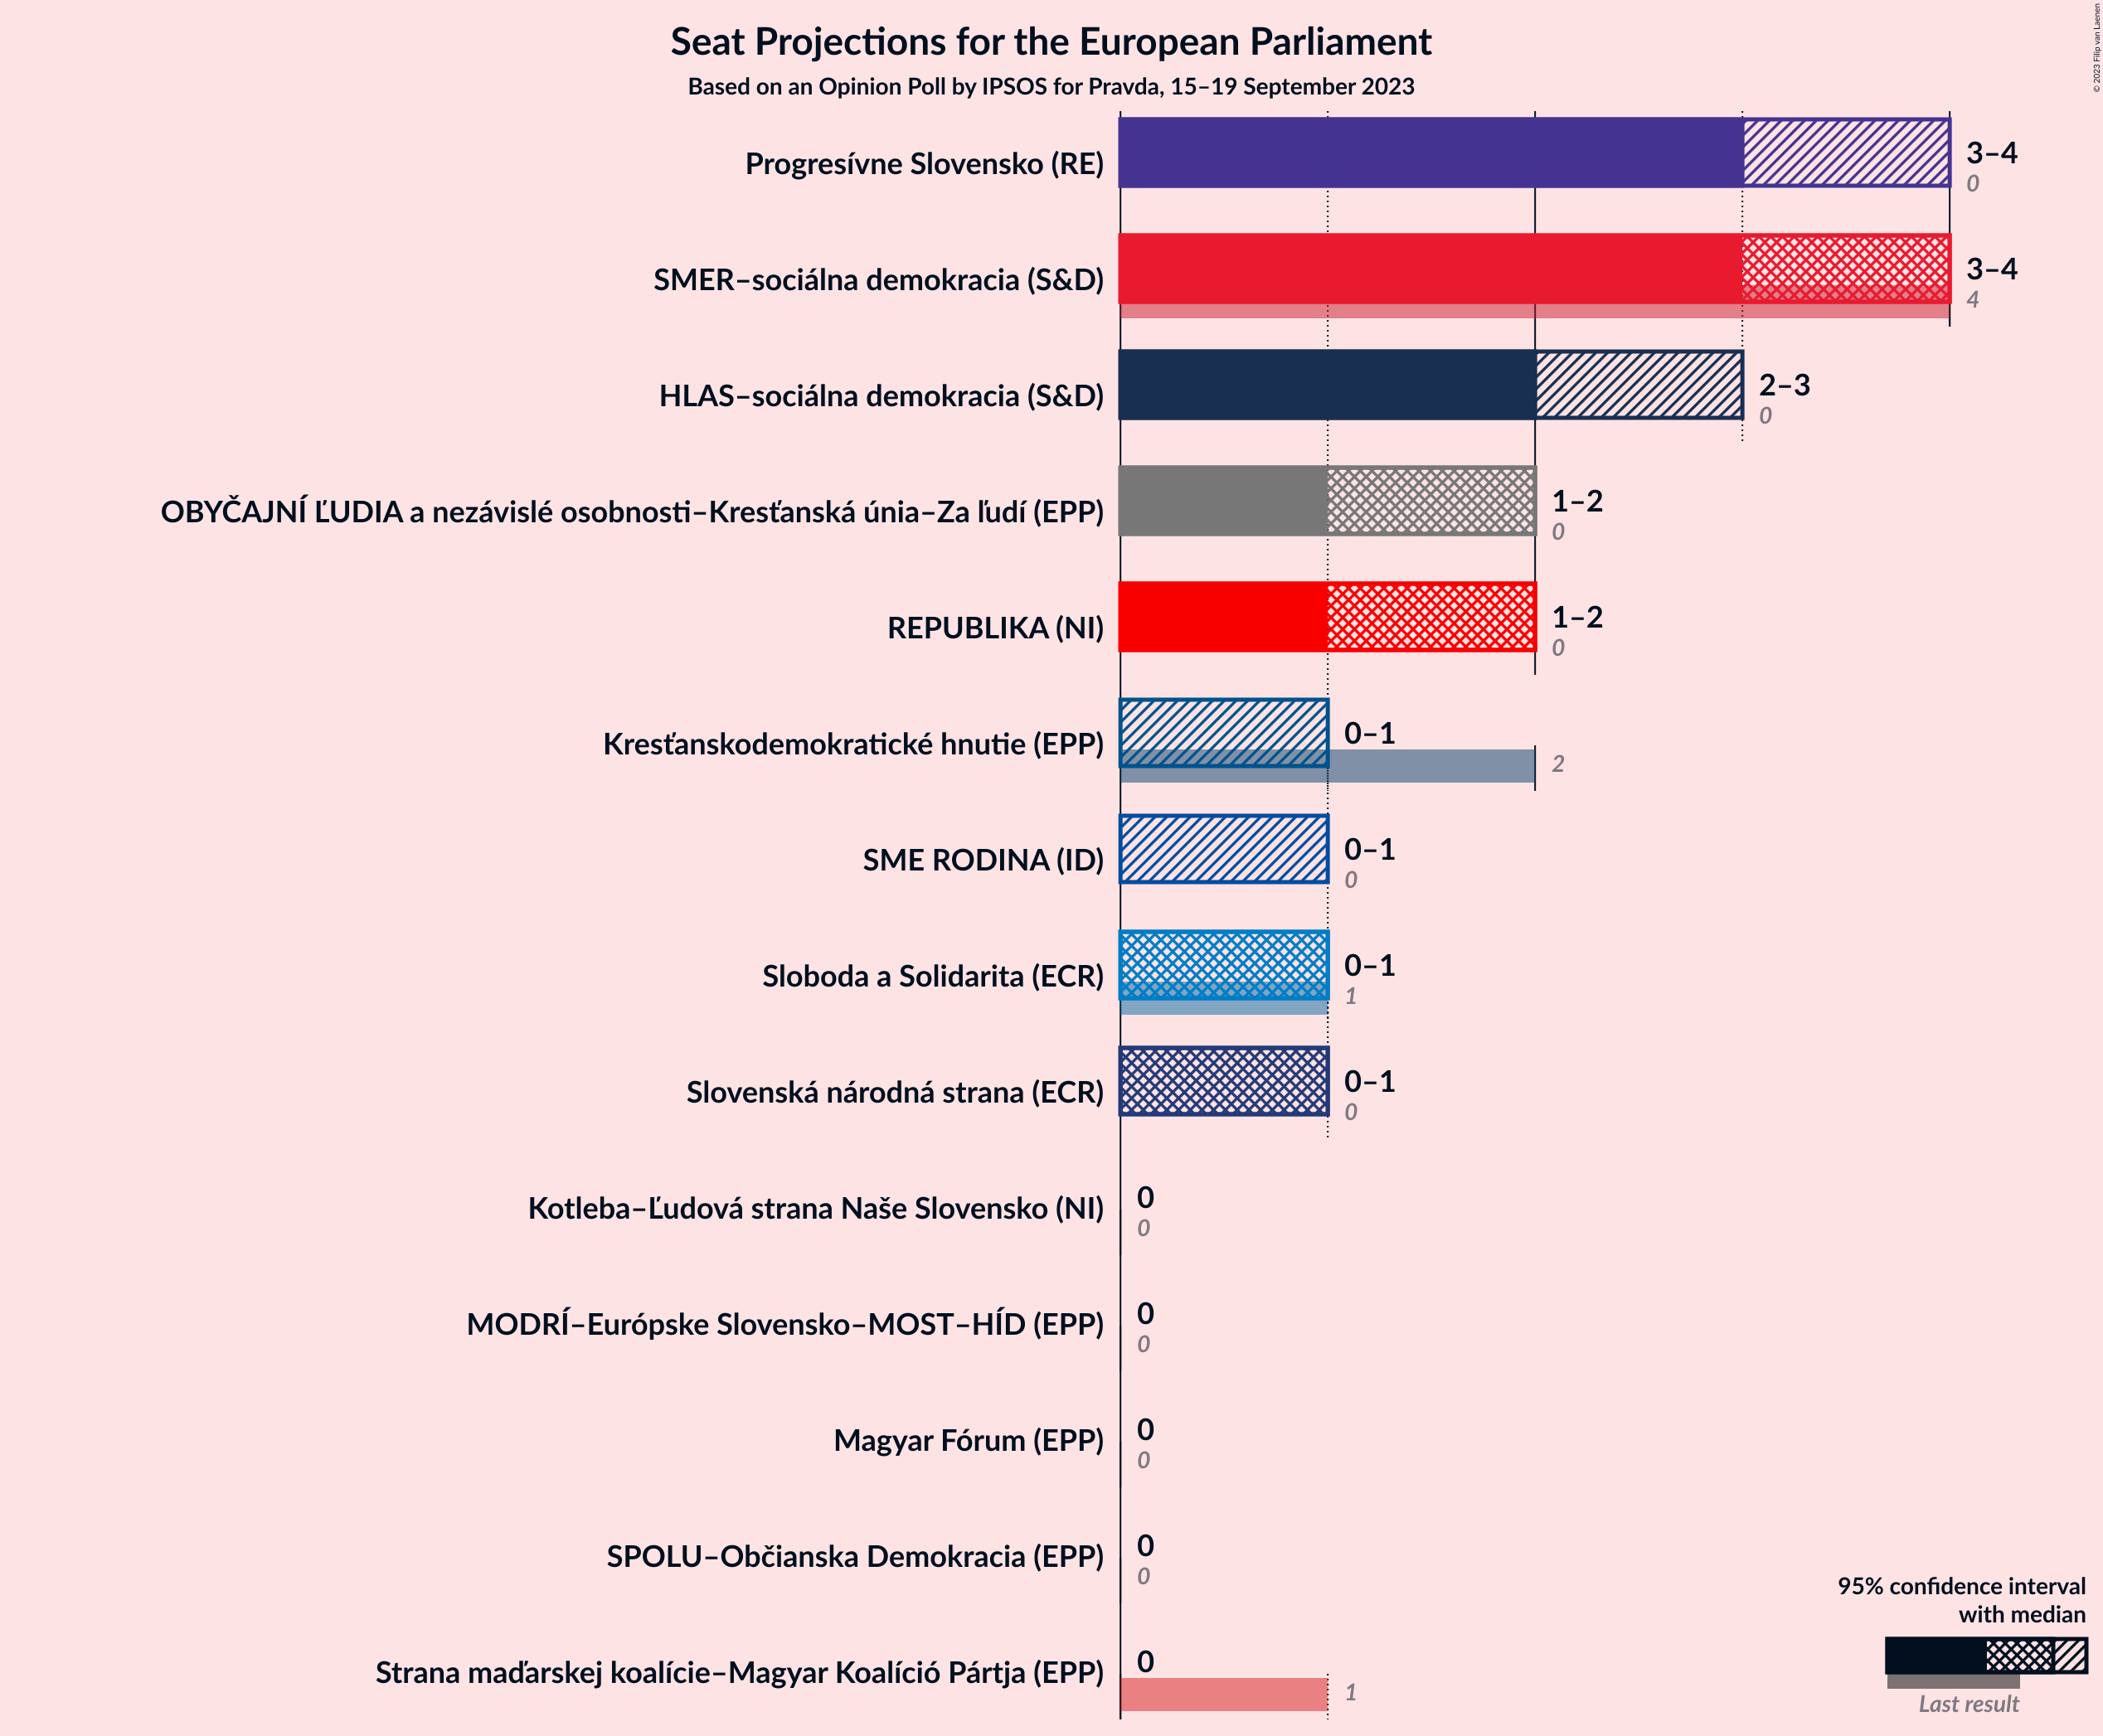 Seat Projections for the European Parliament
Based on an Opinion Poll by IPSOS for Pravda, 15–19 September 2023
© 2023 Filip van Laenen
Progresívne Slovensko (RE)
3–4
0
SMER–sociálna demokracia (S&D)
3–4
4
HLAS–sociálna demokracia (S&D)
2–3
0
OBYČAJNÍ ĽUDIA a nezávislé osobnosti–Kresťanská únia–Za ľudí (EPP)
1–2
0
REPUBLIKA (NI)
1–2
0
Kresťanskodemokratické hnutie (EPP)
0–1
2
SME RODINA (ID)
0–1
0
Sloboda a Solidarita (ECR)
0–1
1
Slovenská národná strana (ECR)
0–1
0
Kotleba–Ľudová strana Naše Slovensko (NI)
0
0
MODRÍ–Európske Slovensko–MOST–HÍD (EPP)
0
0
Magyar Fórum (EPP)
0
0
SPOLU–Občianska Demokracia (EPP)
0
0
Strana maďarskej koalície–Magyar Koalíció Pártja (EPP)
0
1
95% confidence interval
with median
Last result